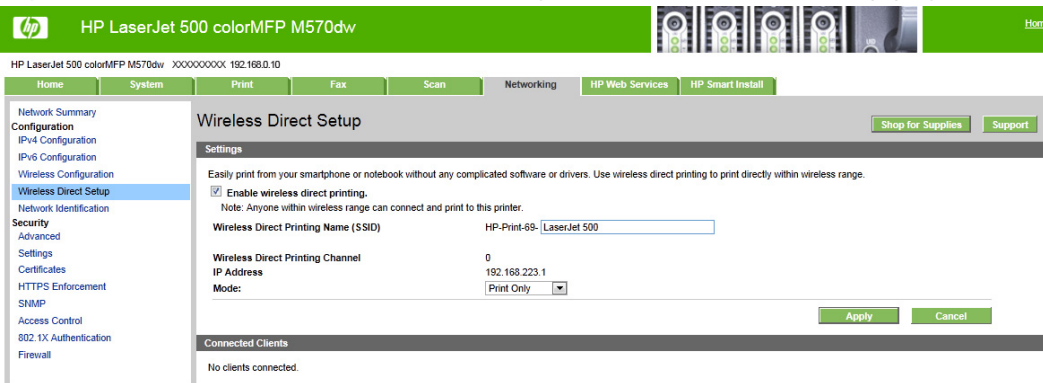 hp HP LaserJet 500 colorMFP M570dw
HP LaserJet 500 colorMFP M570dw XXXXXXXXX 192.168.0.10
Home System Print Fax Scan Networking HP Web Services HP Smart Install
Network Summary
Configuration
IPv4 Configuration
IPv6 Configuration
Wireless Configuration
Wireless Direct Setup
Network Identification
Security
Advanced
Settings
Certificates
HTTPS Enforcement
SNMP
Access Control
802.1X Authentication
Firewall
Wireless Direct Setup
Shop for Supplies Support
Settings
Easily print from your smartphone or notebook without any complicated software or drivers. Use wireless direct printing to print directly within wireless range.
Enable wireless direct printing.
Note: Anyone within wireless range can connect and print to this printer.
Wireless Direct Printing Name (SSID) HP-Print-69- LaserJet 500
Wireless Direct Printing Channel 0
IP Address 192.168.223.1
Mode: Print Only
Apply Cancel
Connected Clients
No clients connected.